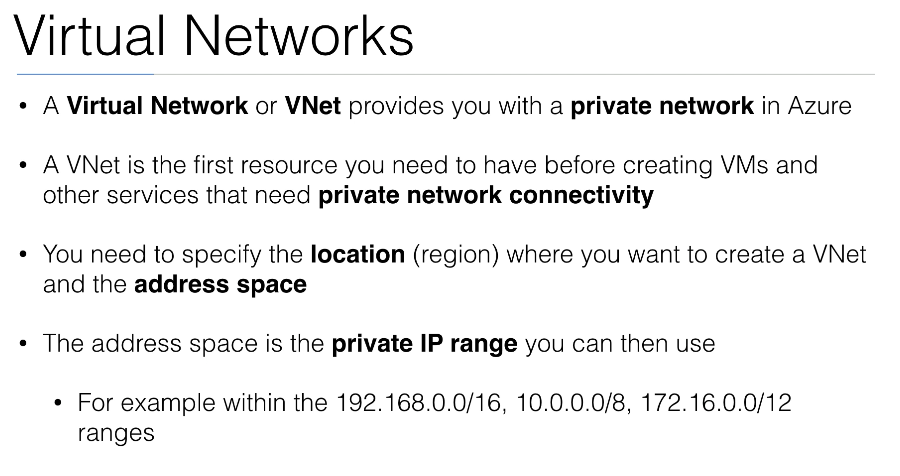 Virtual Networks
• A Virtual Network or VNet provides you with a private network in Azure
• A VNet is the first resource you need to have before creating VMs and
other services that need private network connectivity
• You need to specify the location (region) where you want to create a VNet
and the address space
• The address space is the private IP range you can then use
• For example within the 192.168.0.0/16, 10.0.0.0/8, 172.16.0.0/12
ranges